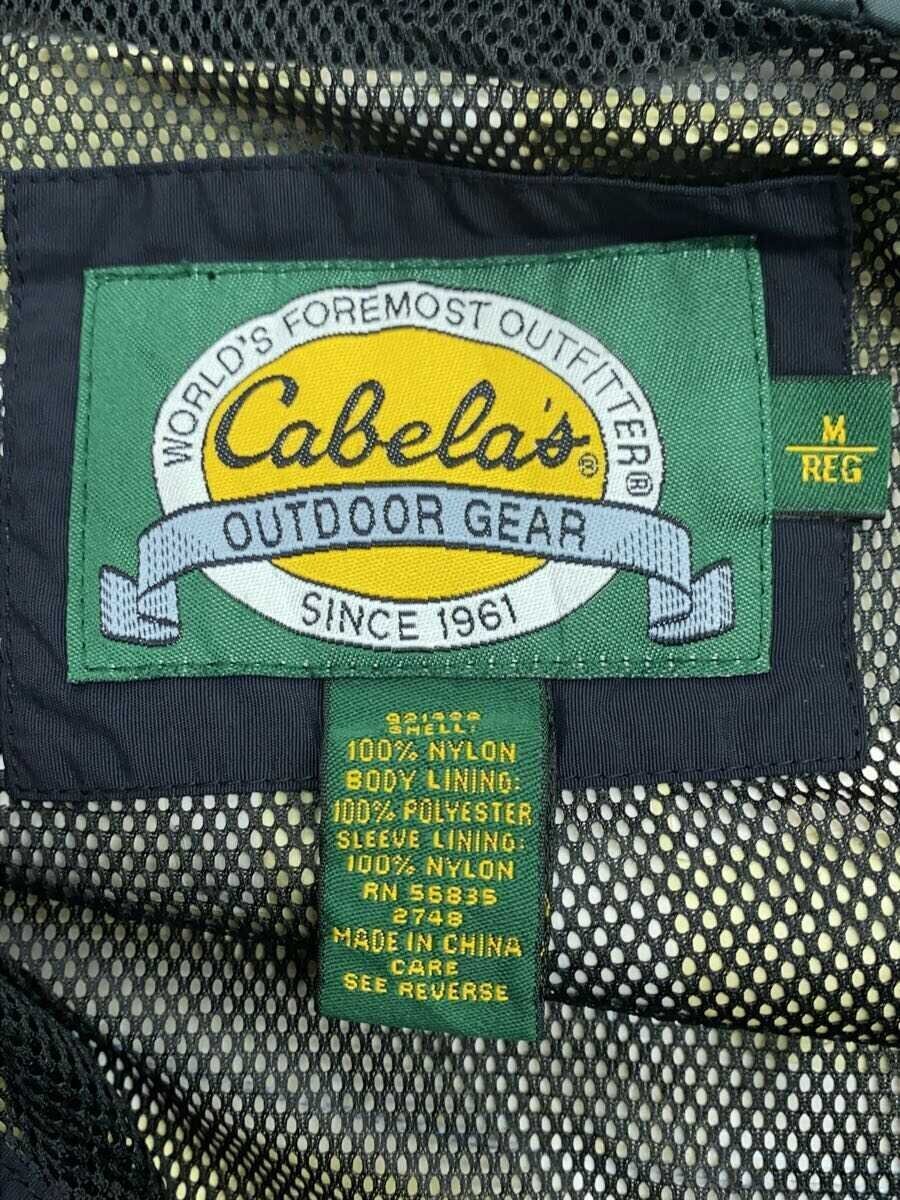 WORLD'S FOREMOST OUTFITTER®
Cabela's®
OUTDOOR GEAR
SINCE 1961
M
REG
SHELL:
100% NYLON
BODY LINING:
100% POLYESTER
SLEEVE LINING:
100% NYLON
RN 56835
2748
MADE IN CHINA
CARE
SEE REVERSE